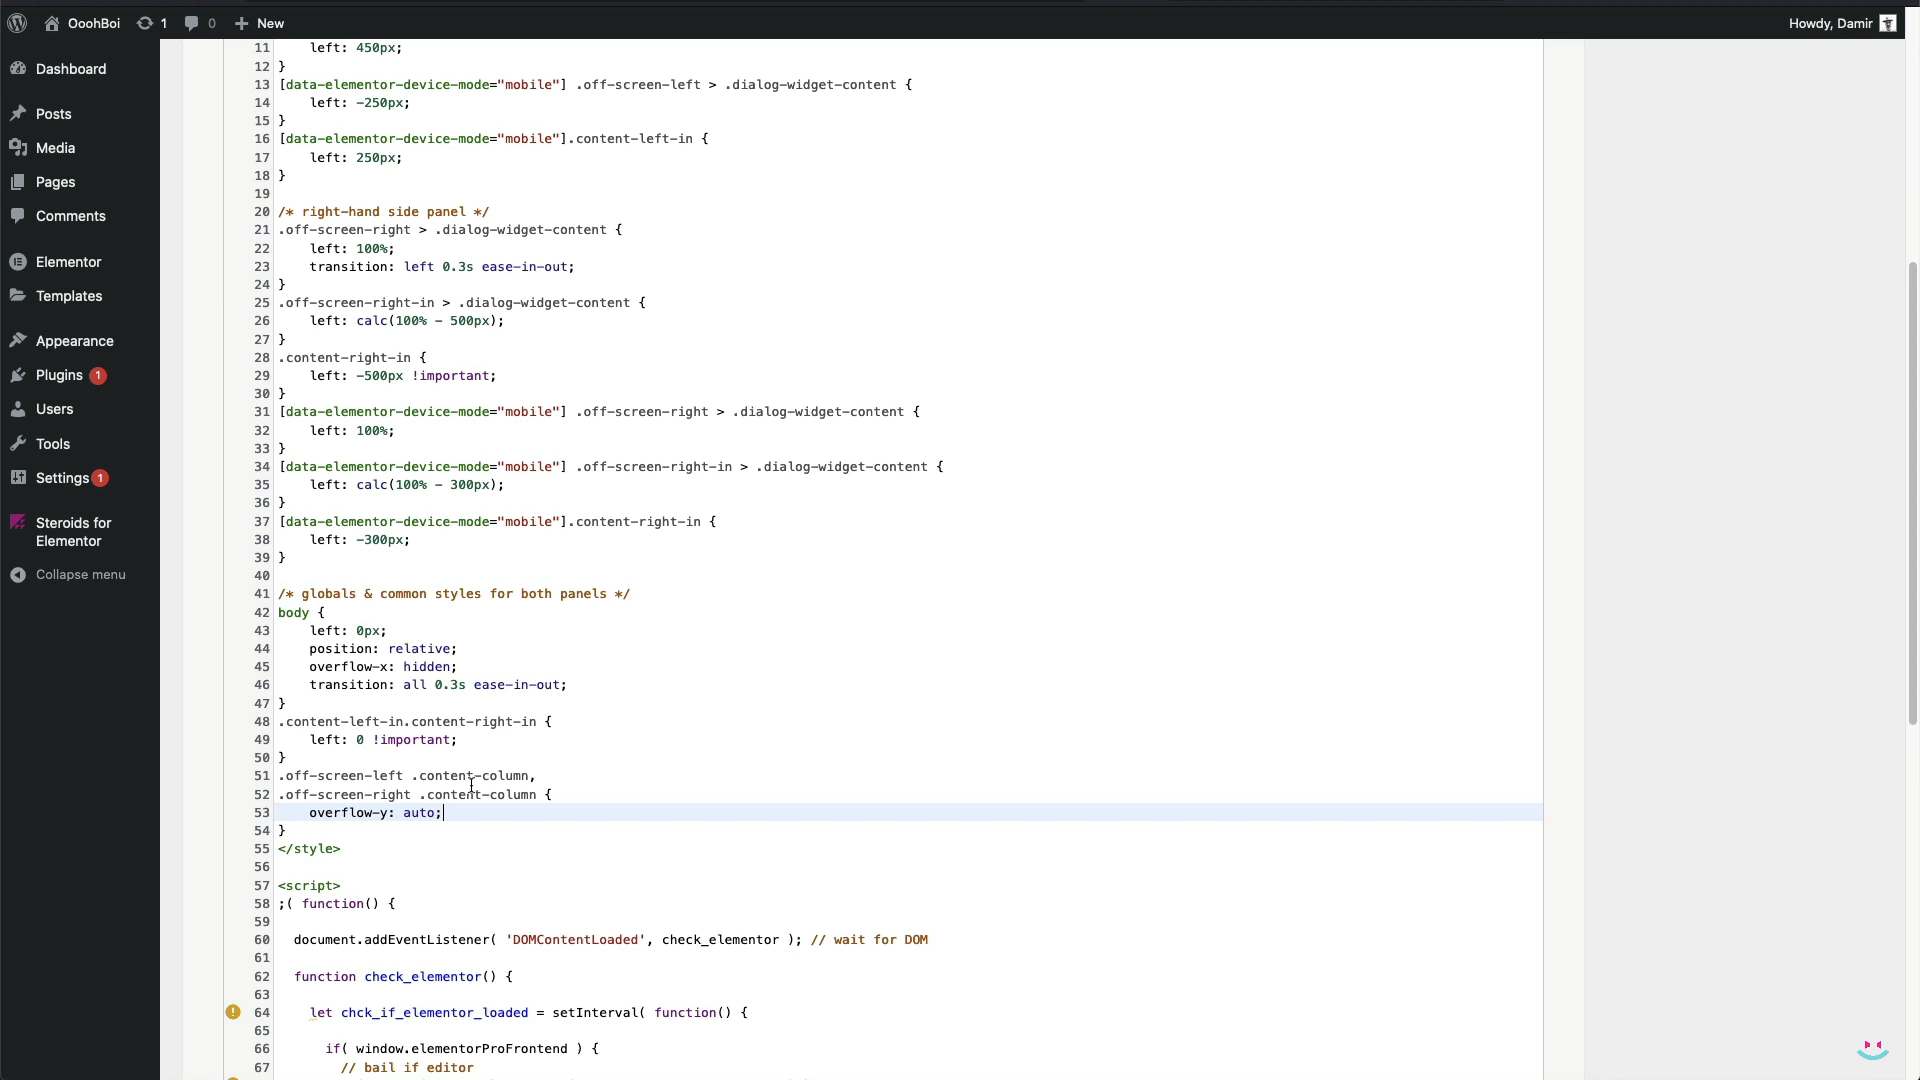 OoohBoi 1 0 New Howdy, Damir
Dashboard
Posts
Media
Pages
Comments
Elementor
Templates
Appearance
Plugins 1
Users
Tools
Settings 1
Steroids for
Elementor
Collapse menu
11 left: 450px;
12 }
13 [data-elementor-device-mode="mobile"] .off-screen-left > .dialog-widget-content {
14 left: -250px;
15 }
16 [data-elementor-device-mode="mobile"].content-left-in {
17 left: 250px;
18 }
19
20 /* right-hand side panel */
21 .off-screen-right > .dialog-widget-content {
22 left: 100%;
23 transition: left 0.3s ease-in-out;
24 }
25 .off-screen-right-in > .dialog-widget-content {
26 left: calc(100% - 500px);
27 }
28 .content-right-in {
29 left: -500px !important;
30 }
31 [data-elementor-device-mode="mobile"] .off-screen-right > .dialog-widget-content {
32 left: 100%;
33 }
34 [data-elementor-device-mode="mobile"] .off-screen-right-in > .dialog-widget-content {
35 left: calc(100% - 300px);
36 }
37 [data-elementor-device-mode="mobile"].content-right-in {
38 left: -300px;
39 }
40
41 /* globals & common styles for both panels */
42 body {
43 left: 0px;
44 position: relative;
45 overflow-x: hidden;
46 transition: all 0.3s ease-in-out;
47 }
48 .content-left-in.content-right-in {
49 left: 0 !important;
50 }
51 .off-screen-left .content-column,
52 .off-screen-right .content-column {
53 overflow-y: auto;
54 }
55 </style>
56
57 <script>
58 ;( function() {
59
60 document.addEventListener( 'DOMContentLoaded', check_elementor ); // wait for DOM
61
62 function check_elementor() {
63
64 let chck_if_elementor_loaded = setInterval( function() {
65
66 if( window.elementorProFrontend ) {
67 // bail if editor